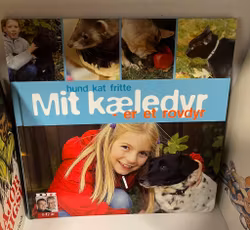 hund kat fritte
Mit kæledyr
- er et rovdyr